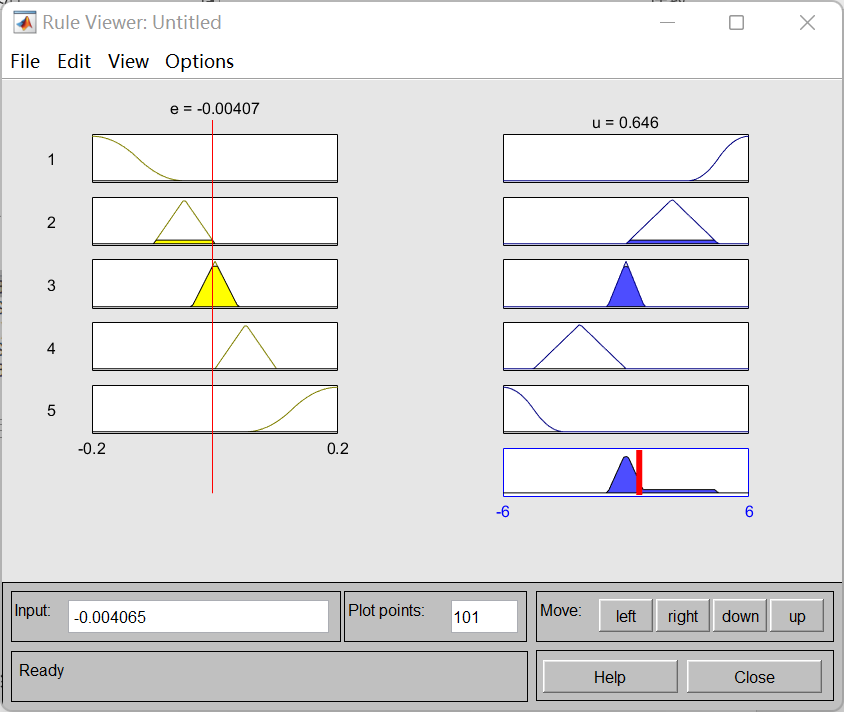 Rule Viewer: Untitled
File Edit View Options
e = -0.00407
u = 0.646
1
2
3
4
5
-0.2 0.2
-6 6
Input: -0.004065 Plot points: 101 Move: left right down up
Ready Help Close